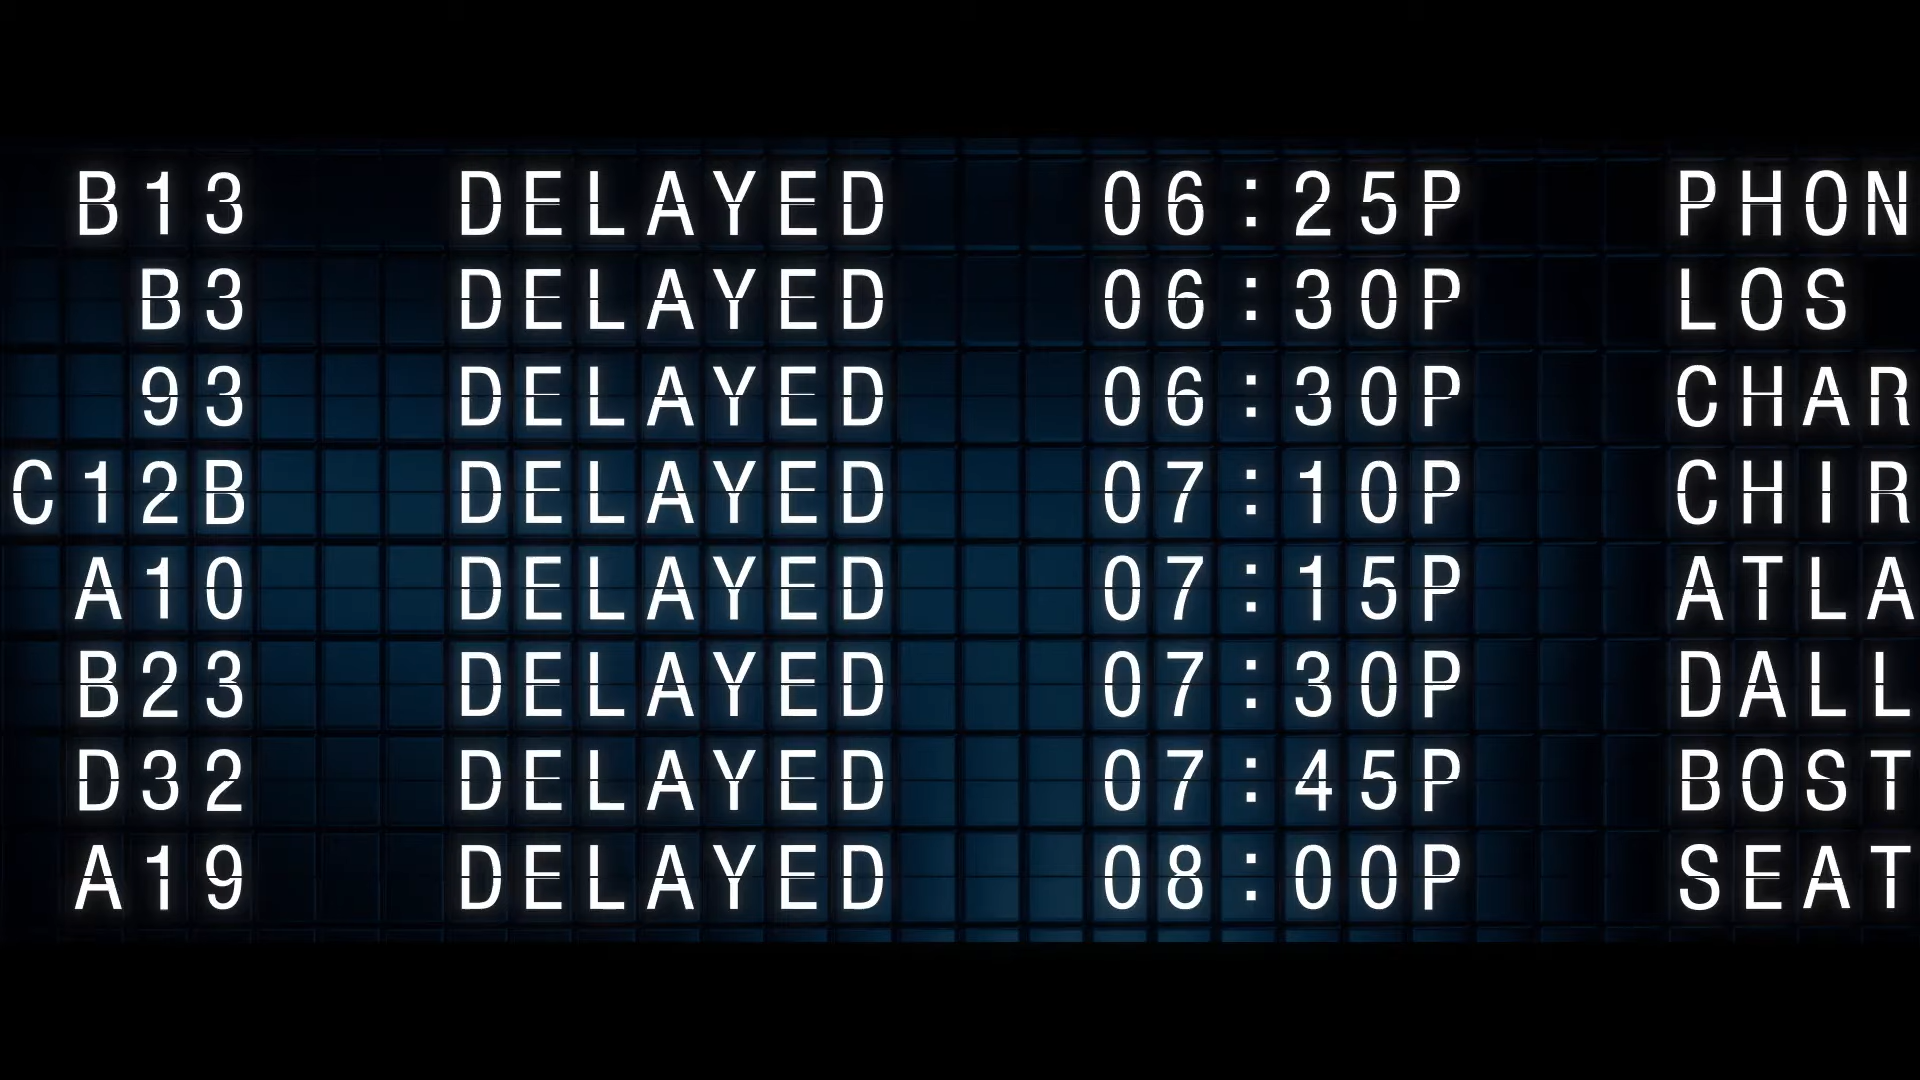 B13 DELAYED 06:25P PHON
B3 DELAYED 06:30P LOS
93 DELAYED 06:30P CHAR
C12B DELAYED 07:10P CHIR
A10 DELAYED 07:15P ATLA
B23 DELAYED 07:30P DALL
D32 DELAYED 07:45P BOST
A19 DELAYED 08:00P SEAT